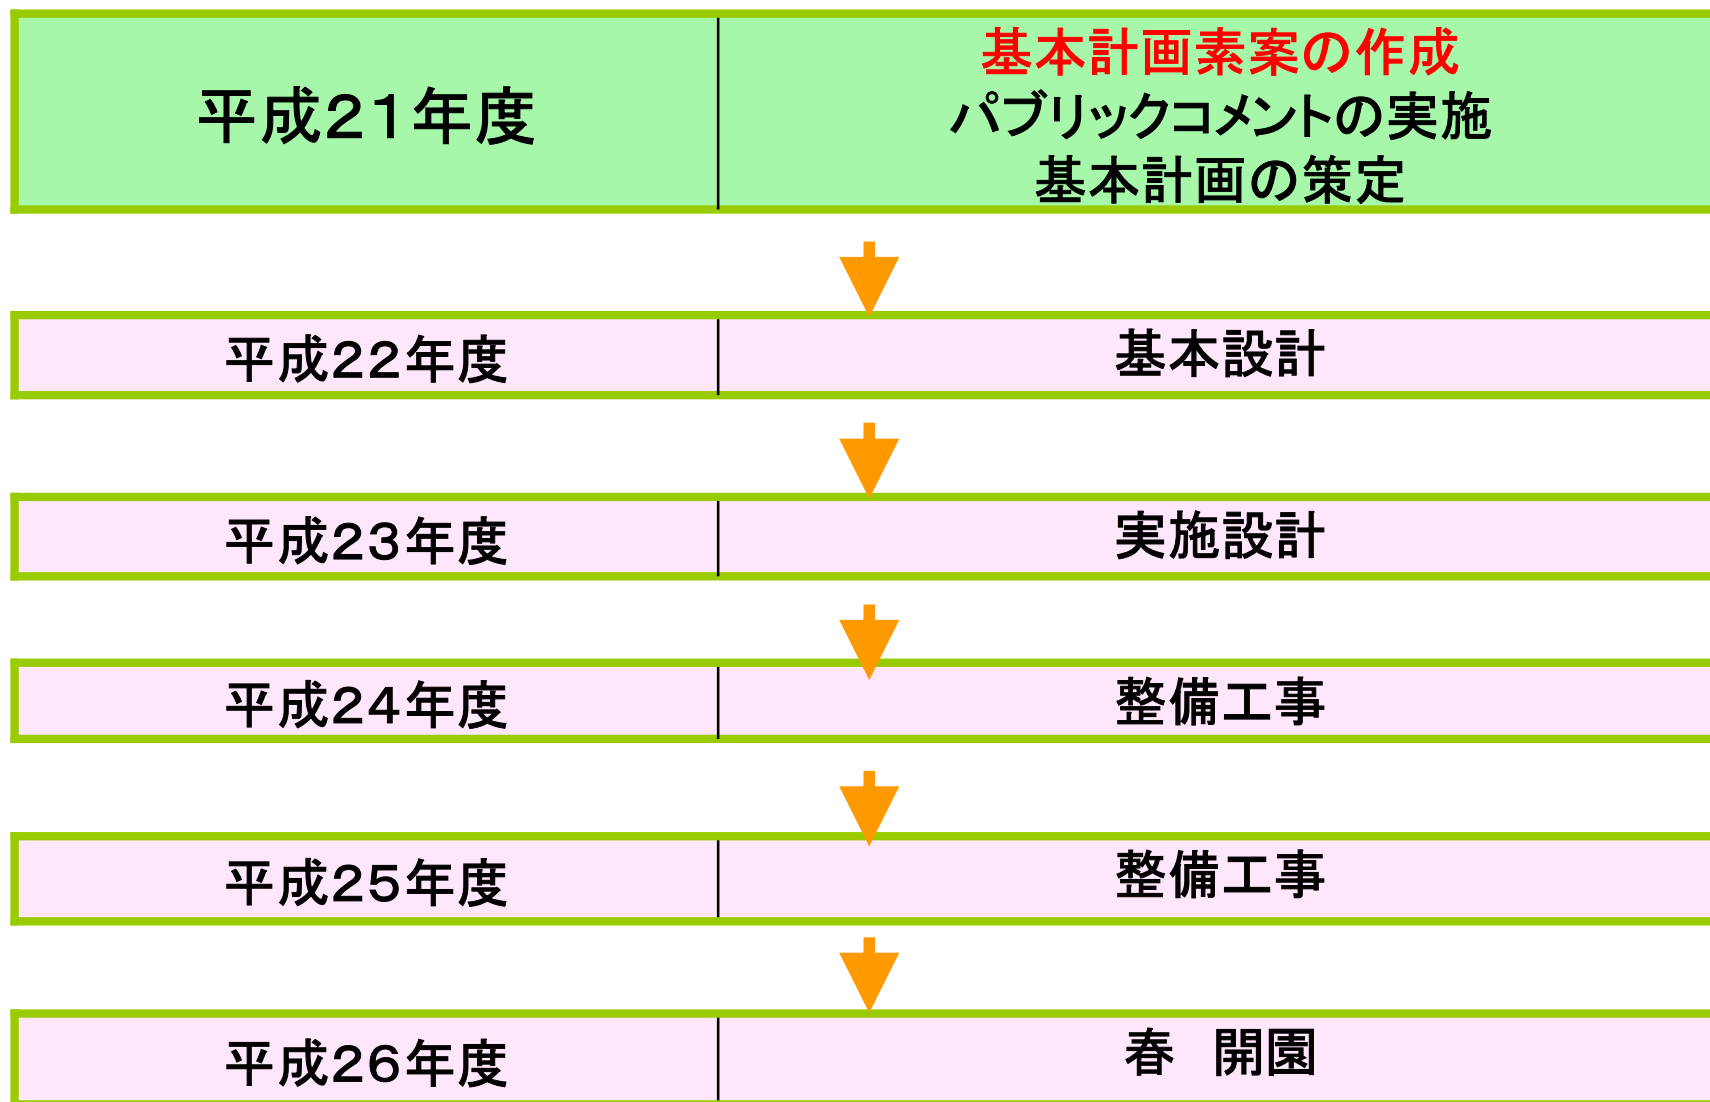 平成21年度
基本計画素案の作成
パブリックコメントの実施
基本計画の策定
平成22年度
基本設計
平成23年度
実施設計
平成24年度
整備工事
平成25年度
整備工事
平成26年度
春　開園